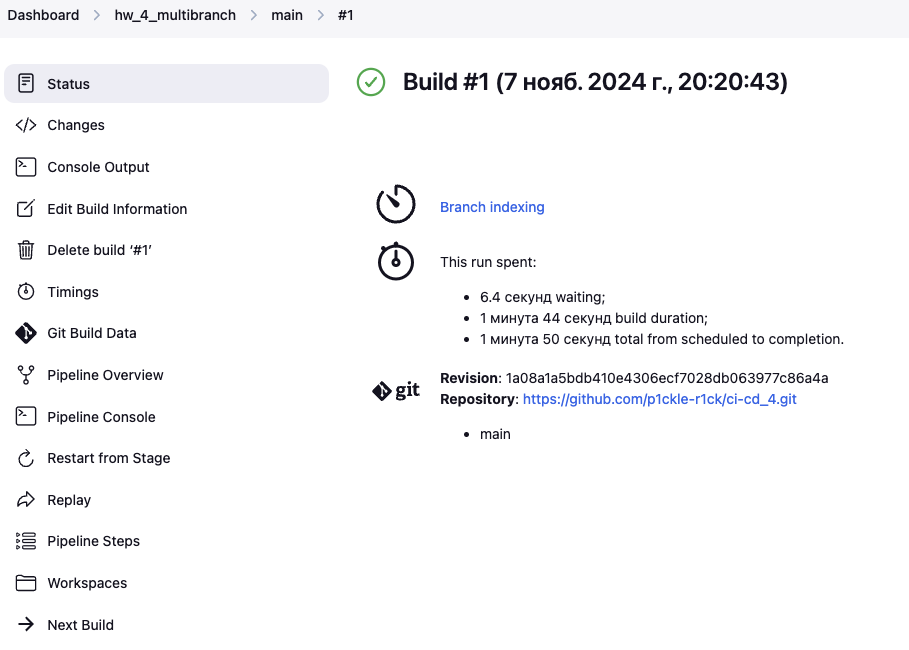 Dashboard > hw_4_multibranch > main > #1
Status
Changes
Console Output
Edit Build Information
Delete build ‘#1’
Timings
Git Build Data
Pipeline Overview
Pipeline Console
Restart from Stage
Replay
Pipeline Steps
Workspaces
Next Build
Build #1 (7 нояб. 2024 г., 20:20:43)
Branch indexing
This run spent:
6.4 секунд waiting;
1 минута 44 секунд build duration;
1 минута 50 секунд total from scheduled to completion.
git
Revision: 1a08a1a5bdb410e4306ecf7028db063977c86a4a
Repository: https://github.com/p1ckle-r1ck/ci-cd_4.git
main